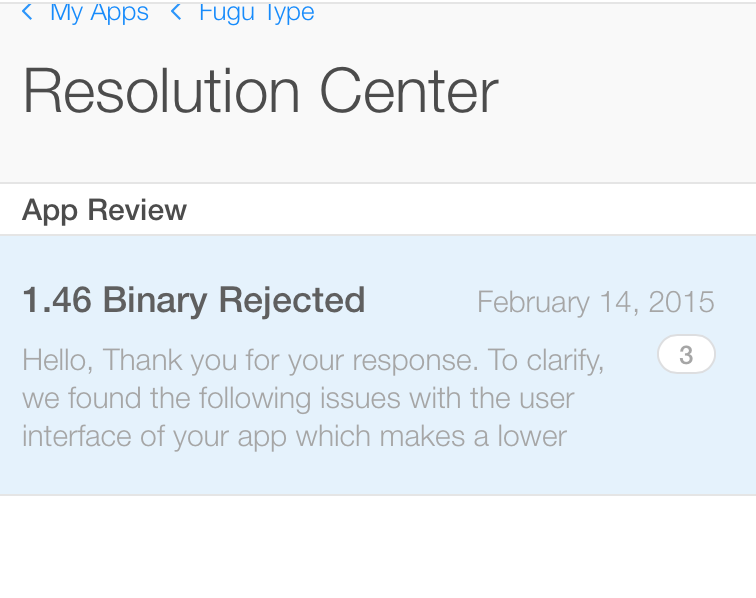 My Apps Fugu Type
Resolution Center
App Review
1.46 Binary Rejected February 14, 2015
Hello, Thank you for your response. To clarify, 3
we found the following issues with the user
interface of your app which makes a lower